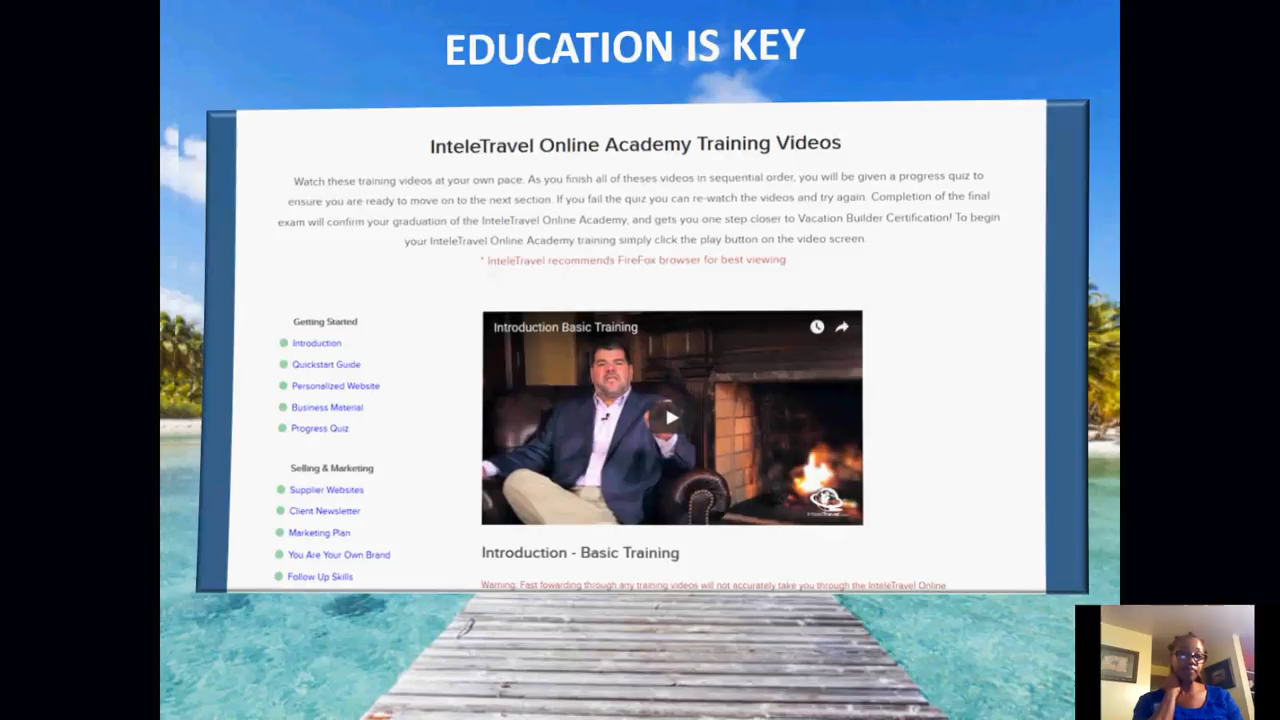 EDUCATION IS KEY
InteleTravel Online Academy Training Videos
Watch these training videos at your own pace. As you finish all of theses videos in sequential order, you will be given a progress quiz to
ensure you are ready to move on to the next section. If you fail the quiz you can re-watch the videos and try again. Completion of the final
exam will confirm your graduation of the InteleTravel Online Academy, and gets you one step closer to Vacation Builder Certification! To begin
your InteleTravel Online Academy training simply click the play button on the video screen.
* InteleTravel recommends FireFox browser for best viewing
Getting Started
Introduction
Quickstart Guide
Personalized Website
Business Material
Progress Quiz
Selling & Marketing
Supplier Websites
Client Newsletter
Marketing Plan
You Are Your Own Brand
Follow Up Skills
Introduction Basic Training
InteleTravel
Introduction - Basic Training
Warning: Fast fowarding through any training videos will not accurately take you through the InteleTravel Online